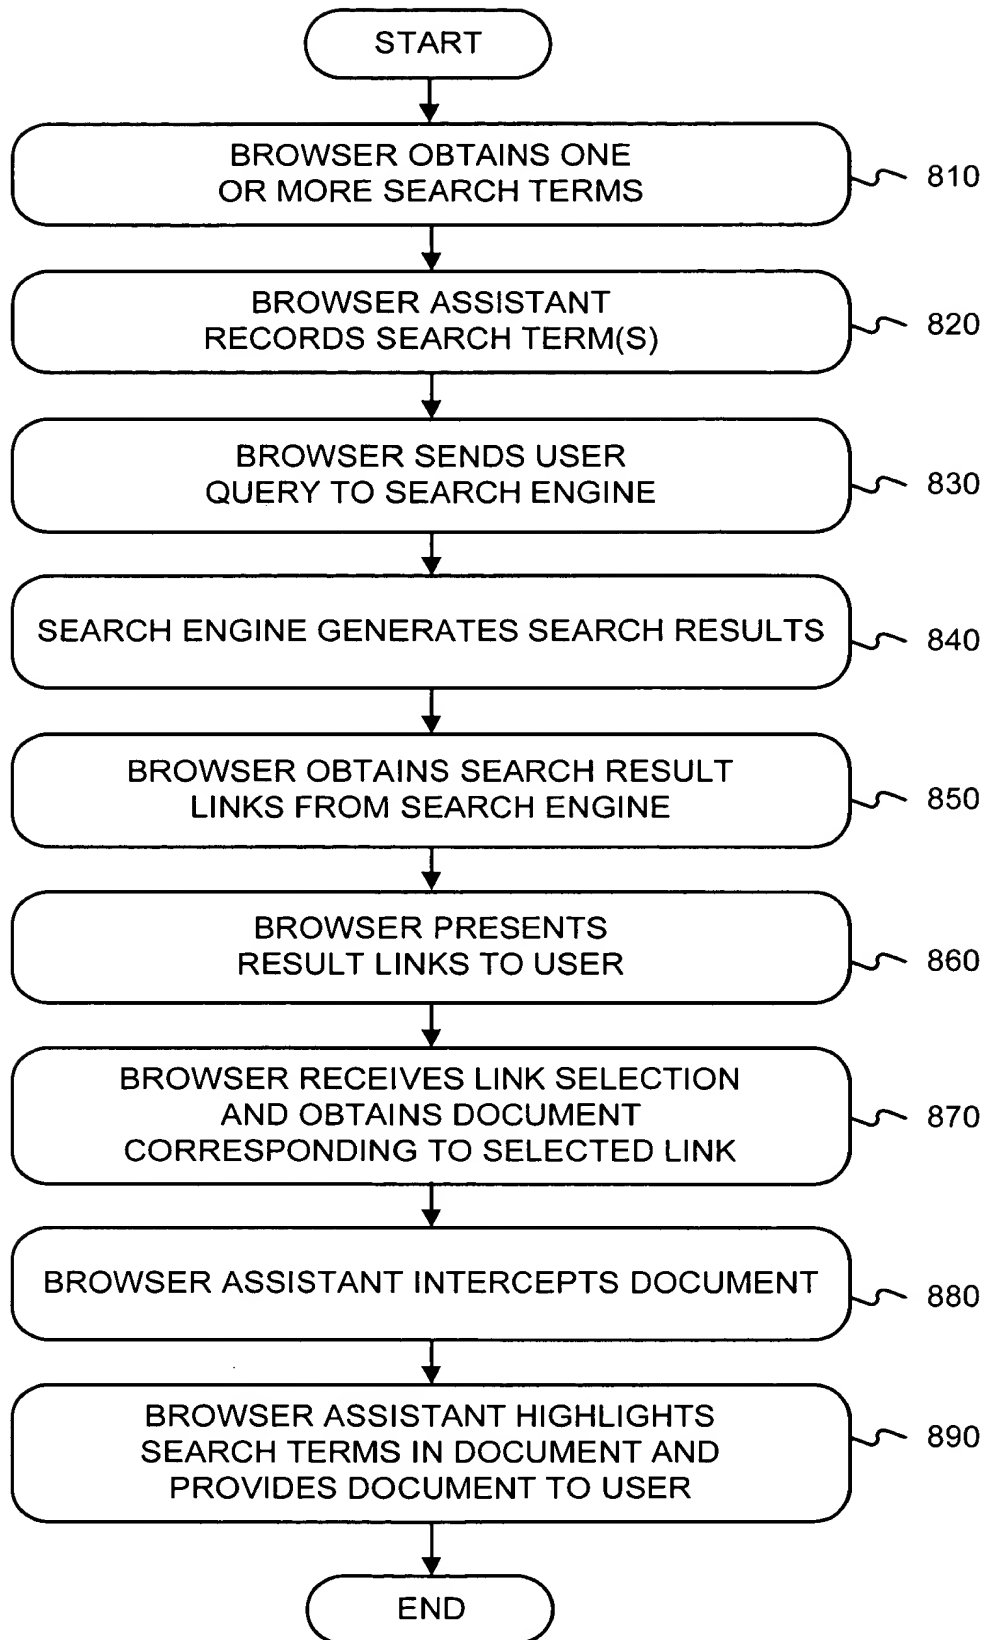 START
BROWSER OBTAINS ONE
OR MORE SEARCH TERMS
810
BROWSER ASSISTANT
RECORDS SEARCH TERM(S)
820
BROWSER SENDS USER
QUERY TO SEARCH ENGINE
830
SEARCH ENGINE GENERATES SEARCH RESULTS
840
BROWSER OBTAINS SEARCH RESULT
LINKS FROM SEARCH ENGINE
850
BROWSER PRESENTS
RESULT LINKS TO USER
860
BROWSER RECEIVES LINK SELECTION
AND OBTAINS DOCUMENT
CORRESPONDING TO SELECTED LINK
870
BROWSER ASSISTANT INTERCEPTS DOCUMENT
880
BROWSER ASSISTANT HIGHLIGHTS
SEARCH TERMS IN DOCUMENT AND
PROVIDES DOCUMENT TO USER
890
END